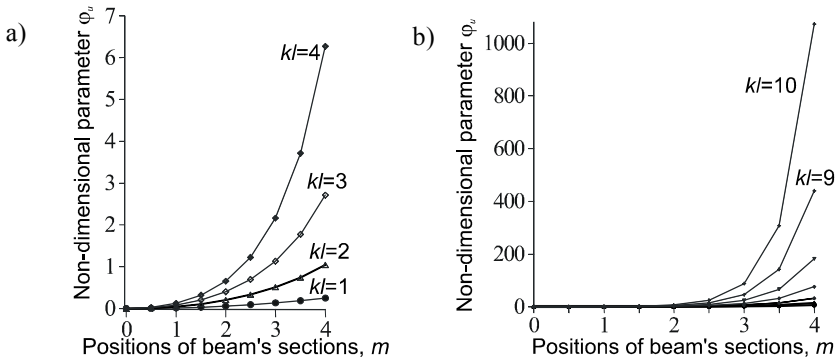 a)
Non-dimensional parameter φᵤ
7
6
5
4
3
2
1
0
kl=4
kl=3
kl=2
kl=1
0 1 2 3 4
Positions of beam's sections, m
b)
Non-dimensional parameter φᵤ
1000
800
600
400
200
0
kl=10
kl=9
0 1 2 3 4
Positions of beam's sections, m